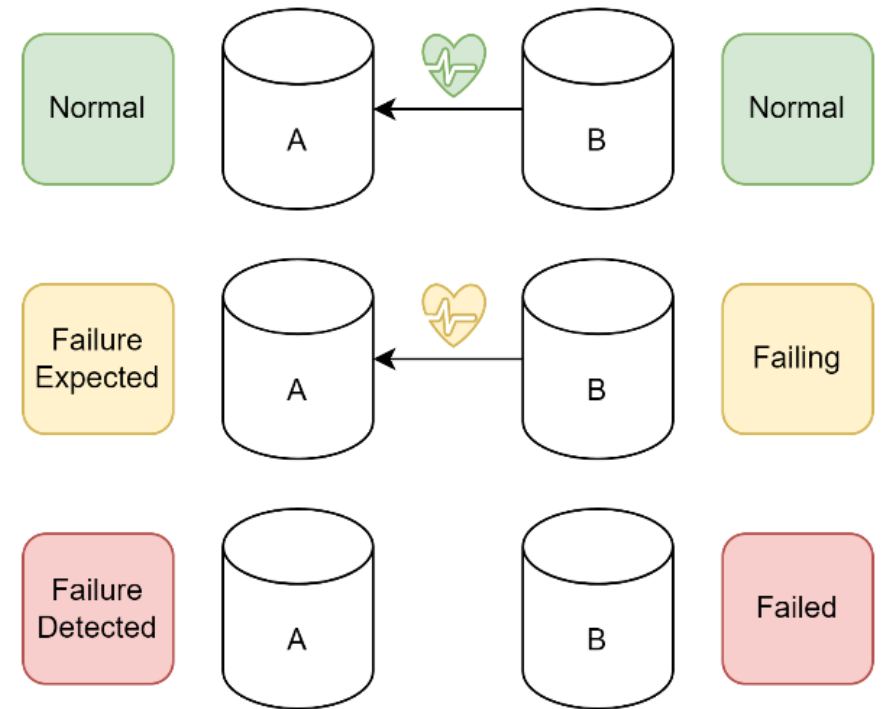 Normal
A
B
Normal
Failure
Expected
A
B
Failing
Failure
Detected
A
B
Failed